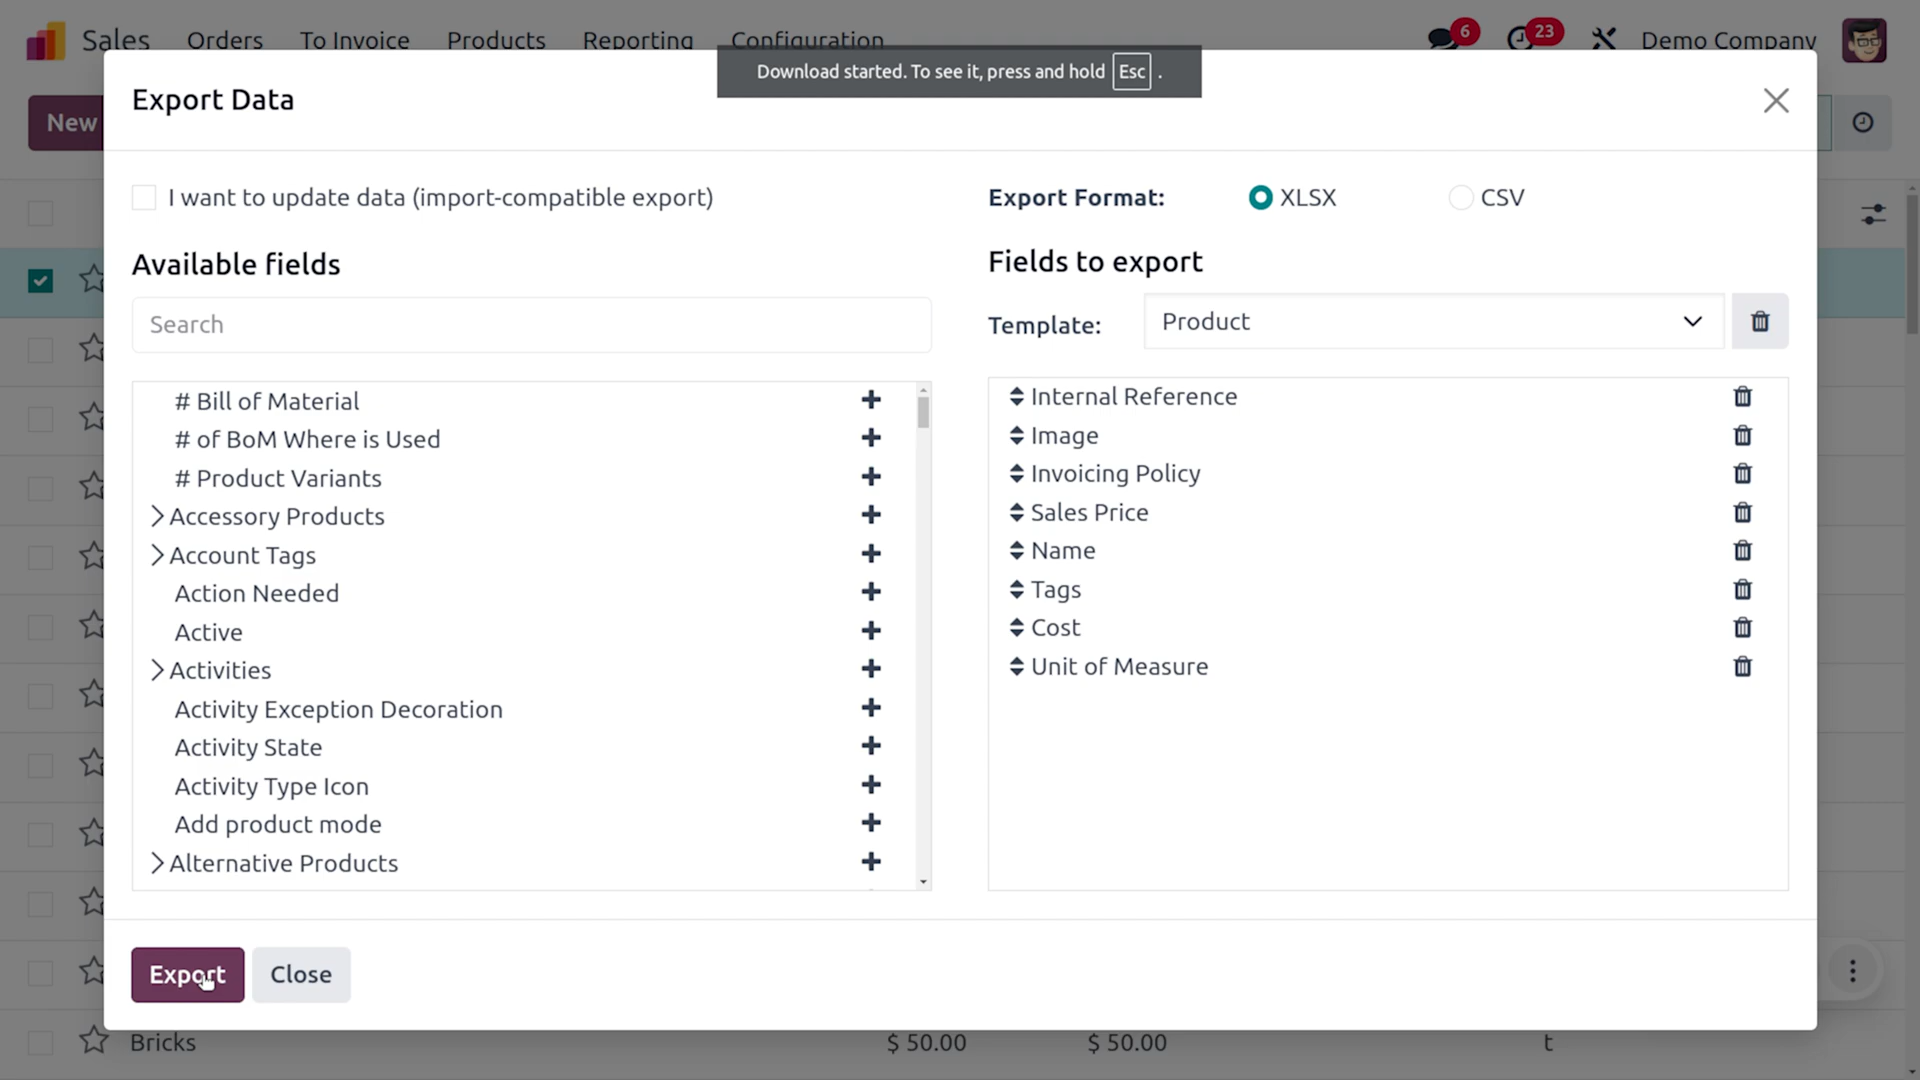 Sales Orders To Invoice Products Reporting Configuration 6 23 Demo Company
Download started. To see it, press and hold Esc .
Export Data
New
I want to update data (import-compatible export)
Export Format: XLSX CSV
Available fields
Fields to export
Search
Template: Product
# Bill of Material
# of BoM Where is Used
# Product Variants
Accessory Products
Account Tags
Action Needed
Active
Activities
Activity Exception Decoration
Activity State
Activity Type Icon
Add product mode
Alternative Products
Internal Reference
Image
Invoicing Policy
Sales Price
Name
Tags
Cost
Unit of Measure
Export Close
Bricks $ 50.00 $ 50.00 t